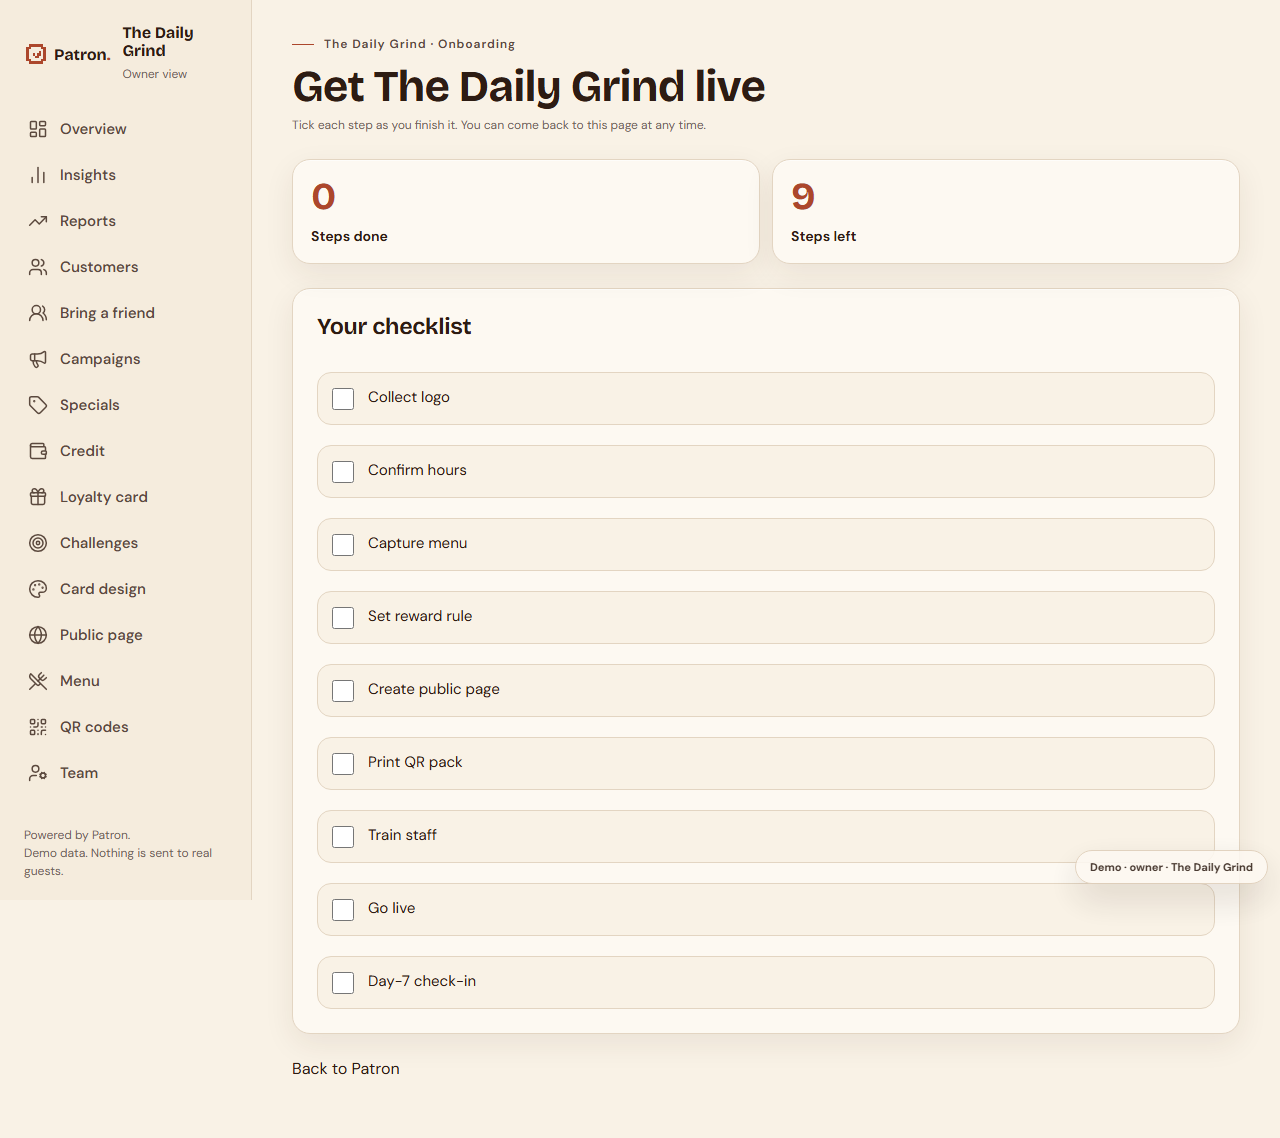 Patron.
The Daily
Grind
Owner view
Overview
Insights
Reports
Customers
Bring a friend
Campaigns
Specials
Credit
Loyalty card
Challenges
Card design
Public page
Menu
QR codes
Team
Powered by Patron.
Demo data. Nothing is sent to real
guests.
The Daily Grind · Onboarding
Get The Daily Grind live
Tick each step as you finish it. You can come back to this page at any time.
0
Steps done
9
Steps left
Your checklist
Collect logo
Confirm hours
Capture menu
Set reward rule
Create public page
Print QR pack
Train staff
Demo · owner · The Daily Grind
Go live
Day-7 check-in
Back to Patron